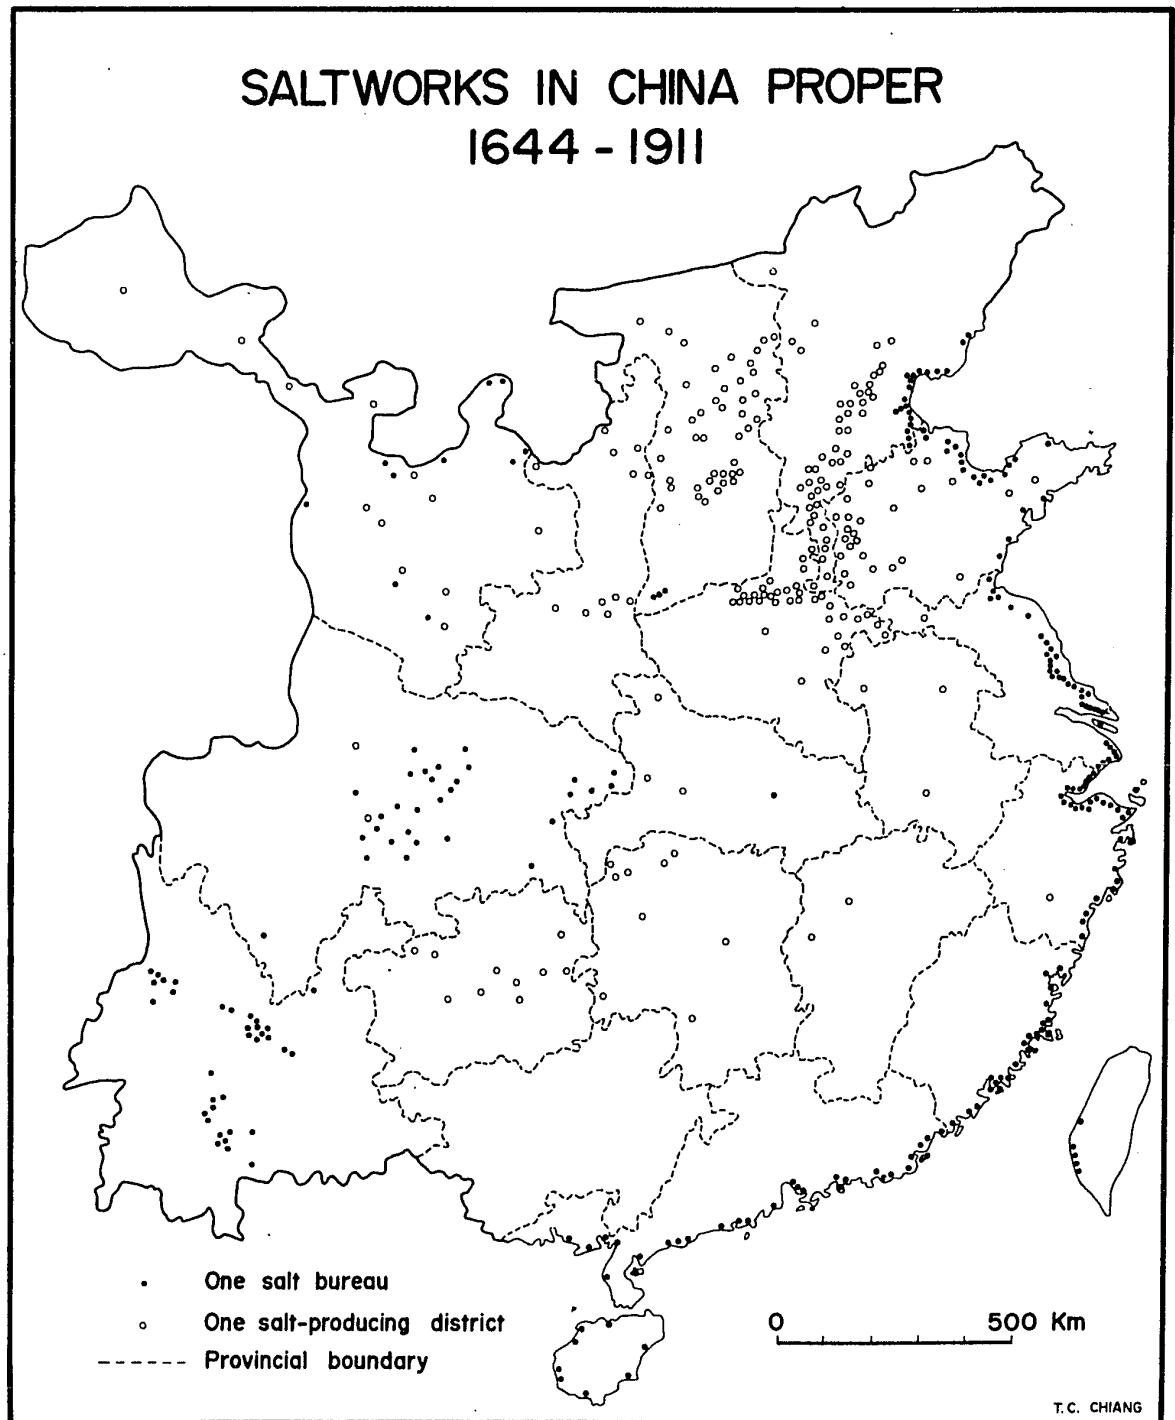 SALTWORKS IN CHINA PROPER
1644 - 1911
One salt bureau
One salt-producing district
Provincial boundary
0 500 Km
T.C. CHIANG